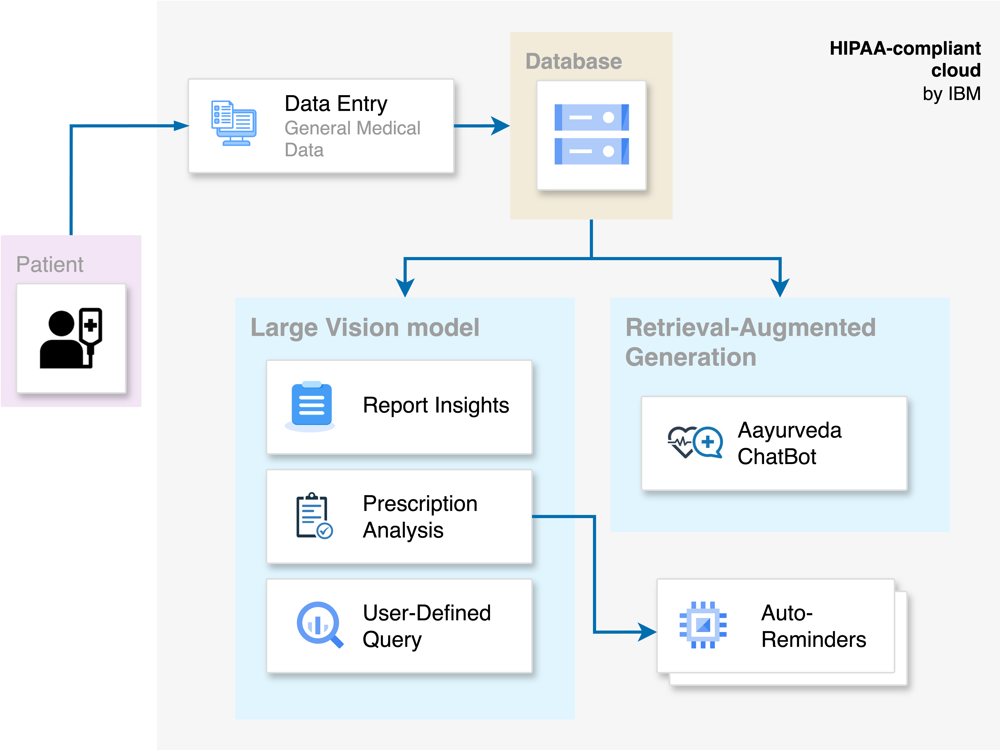 HIPAA-compliant
cloud
by IBM
Database
Data Entry
General Medical
Data
Patient
Large Vision model
Report Insights
Prescription
Analysis
User-Defined
Query
Retrieval-Augmented
Generation
Aayurveda
ChatBot
Auto-
Reminders